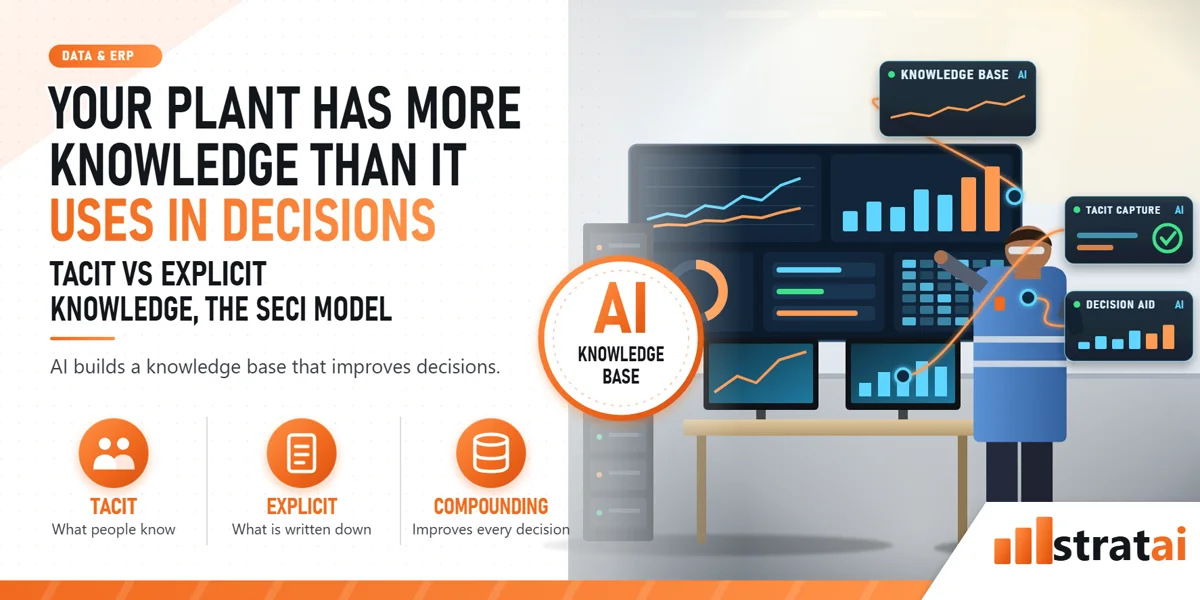 DATA & ERP
YOUR PLANT HAS MORE
KNOWLEDGE THAN IT
USES IN DECISIONS
TACIT VS EXPLICIT
KNOWLEDGE, THE SECI MODEL
AI builds a knowledge base that improves decisions.
TACIT
What people know
EXPLICIT
What is written down
COMPOUNDING
Improves every decision
AI
KNOWLEDGE
BASE
KNOWLEDGE BASE AI
TACIT CAPTURE AI
DECISION AID AI
stratai